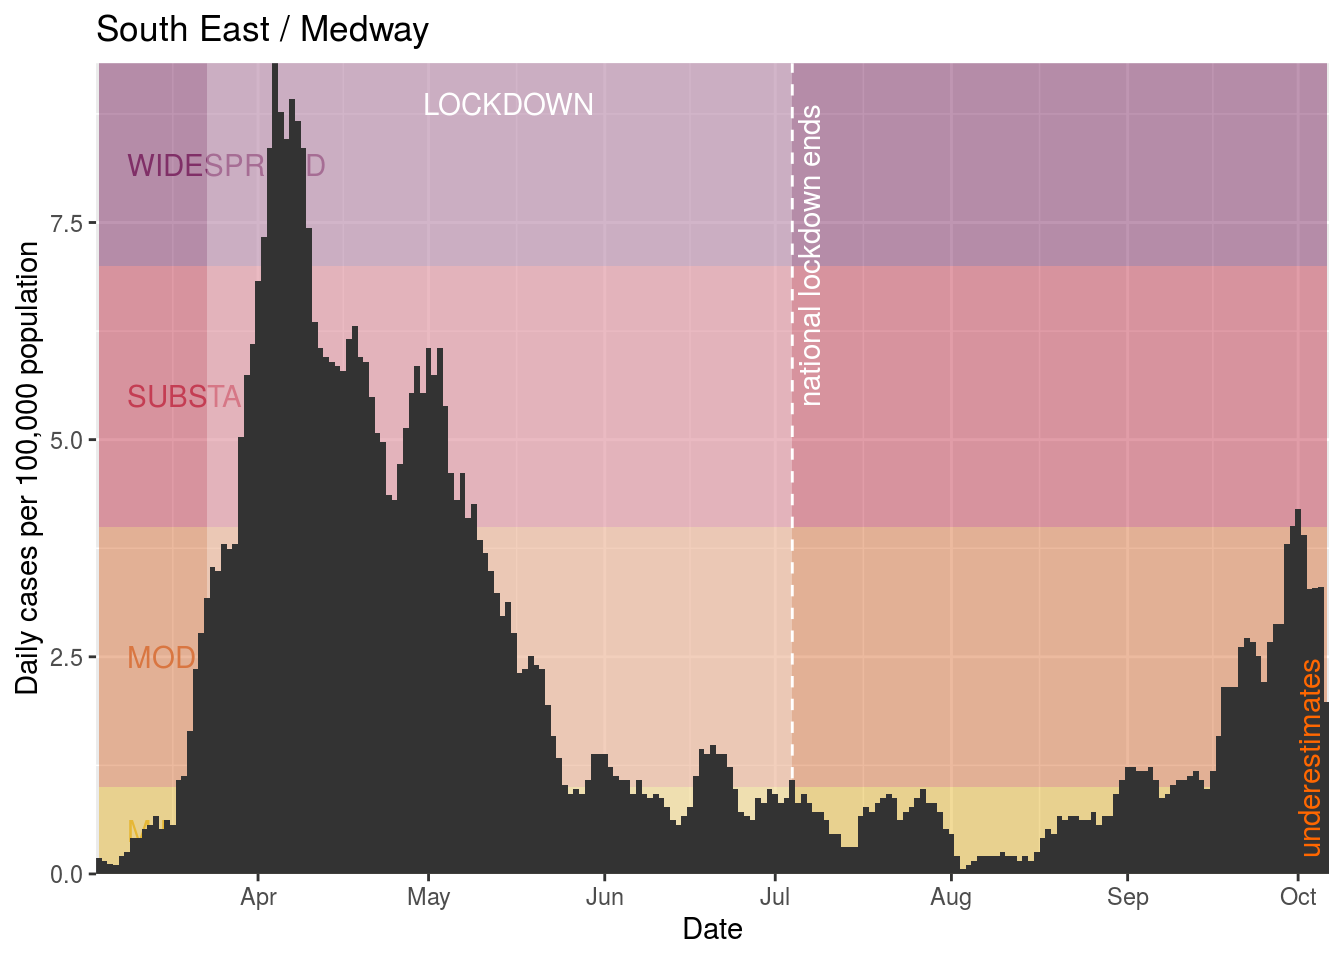 South East / Medway
LOCKDOWN
WIDESPR D
national lockdown ends
SUBSTA
MOD
M
underestimates
Daily cases per 100,000 population
7.5
5.0
2.5
0.0
Apr May Jun Jul Aug Sep Oct
Date